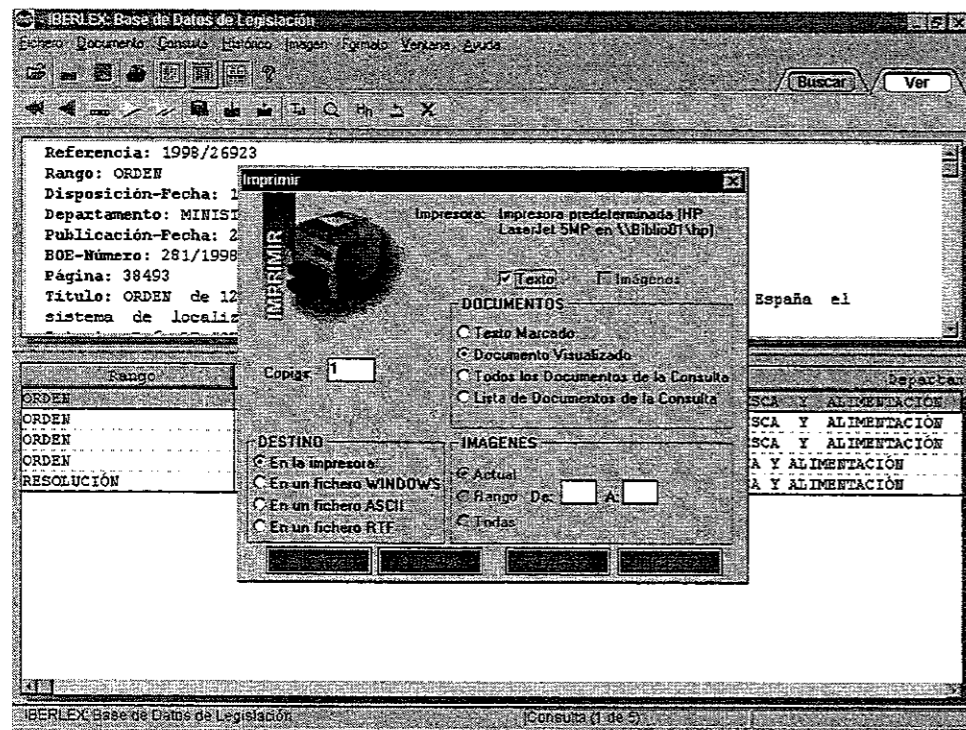 IBERLEX: Base de Datos de Legislación
Fichero Documento Consulta Histórico Imagen Formato Ventana Ayuda
Buscar Ver
Referencia: 1998/26923
Rango: ORDEN
Disposición-Fecha: 1
Departamento: MINIST
Publicación-Fecha: 2
BOE-Número: 281/1998
Página: 38493
Título: ORDEN de 12 España el
sistema de localiz
Imprimir
IMPRIMIR
Impresora: Impresora predeterminada [HP
LaserJet 5MP en \\Biblio01\hp].
Texto Imágenes
DOCUMENTOS
Texto Marcado
Documento Visualizado
Todos los Documentos de la Consulta
Lista de Documentos de la Consulta
Copias: 1
DESTINO
En la impresora
En un fichero WINDOWS
En un fichero ASCII
En un fichero RTF
IMAGENES
Actual
Rango De: A:
Todas
Rango Departam
ORDEN SCA Y ALIMENTACIÓN
ORDEN SCA Y ALIMENTACIÓN
ORDEN SCA Y ALIMENTACIÓN
ORDEN A Y ALIMENTACIÓN
RESOLUCIÓN A Y ALIMENTACIÓN
IBERLEX: Base de Datos de Legislación Consulta (1 de 5)